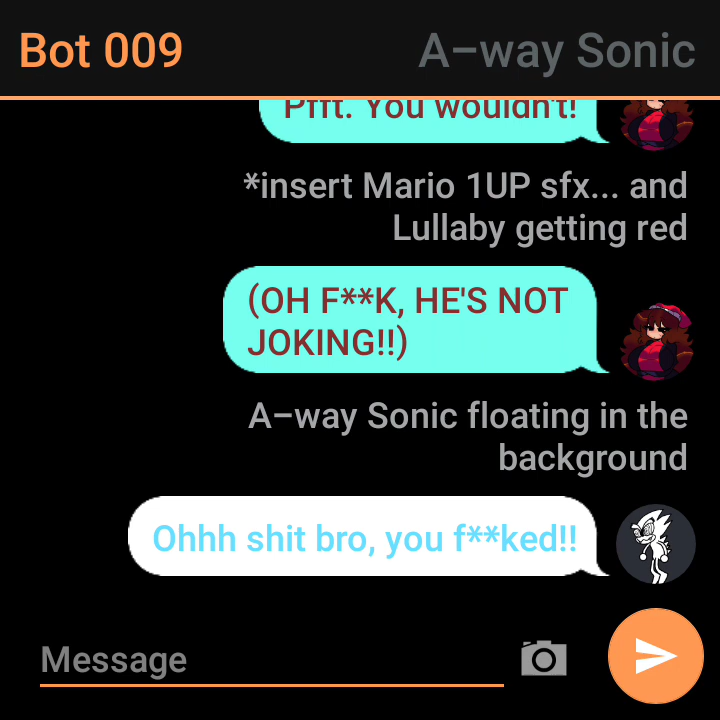 Bot 009
A-way Sonic
Pfft. You wouldn't!
*insert Mario 1UP sfx... and
Lullaby getting red
(OH F**K, HE'S NOT
JOKING!!)
A-way Sonic floating in the
background
Ohhh shit bro, you f**ked!!
Message